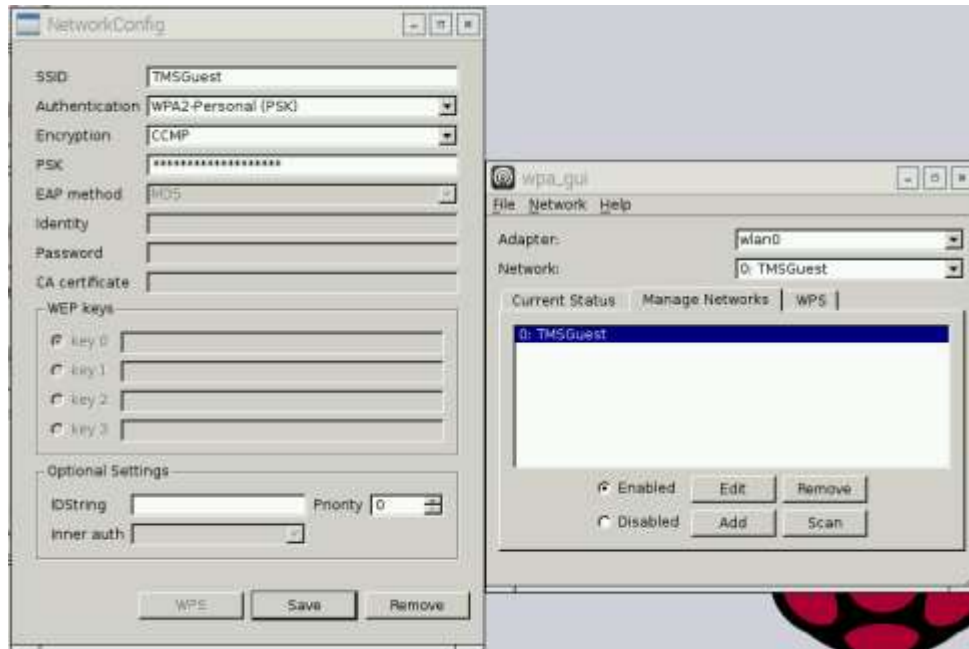 NetworkConfig
SSID TMSGuest
Authentication WPA2-Personal (PSK)
Encryption CCMP
PSK *******************
EAP method MD5
Identity
Password
CA certificate
WEP keys
key 0
key 1
key 2
key 3
Optional Settings
IDString Priority 0
Inner auth
WPS Save Remove
wpa_gui
File Network Help
Adapter: wlan0
Network: 0: TMSGuest
Current Status Manage Networks WPS
0: TMSGuest
Enabled Edit Remove
Disabled Add Scan